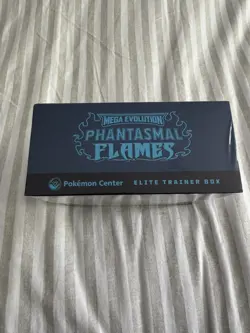 MEGA EVOLUTION
PHANTASMAL
FLAMES
Pokémon Center ELITE TRAINER BOX